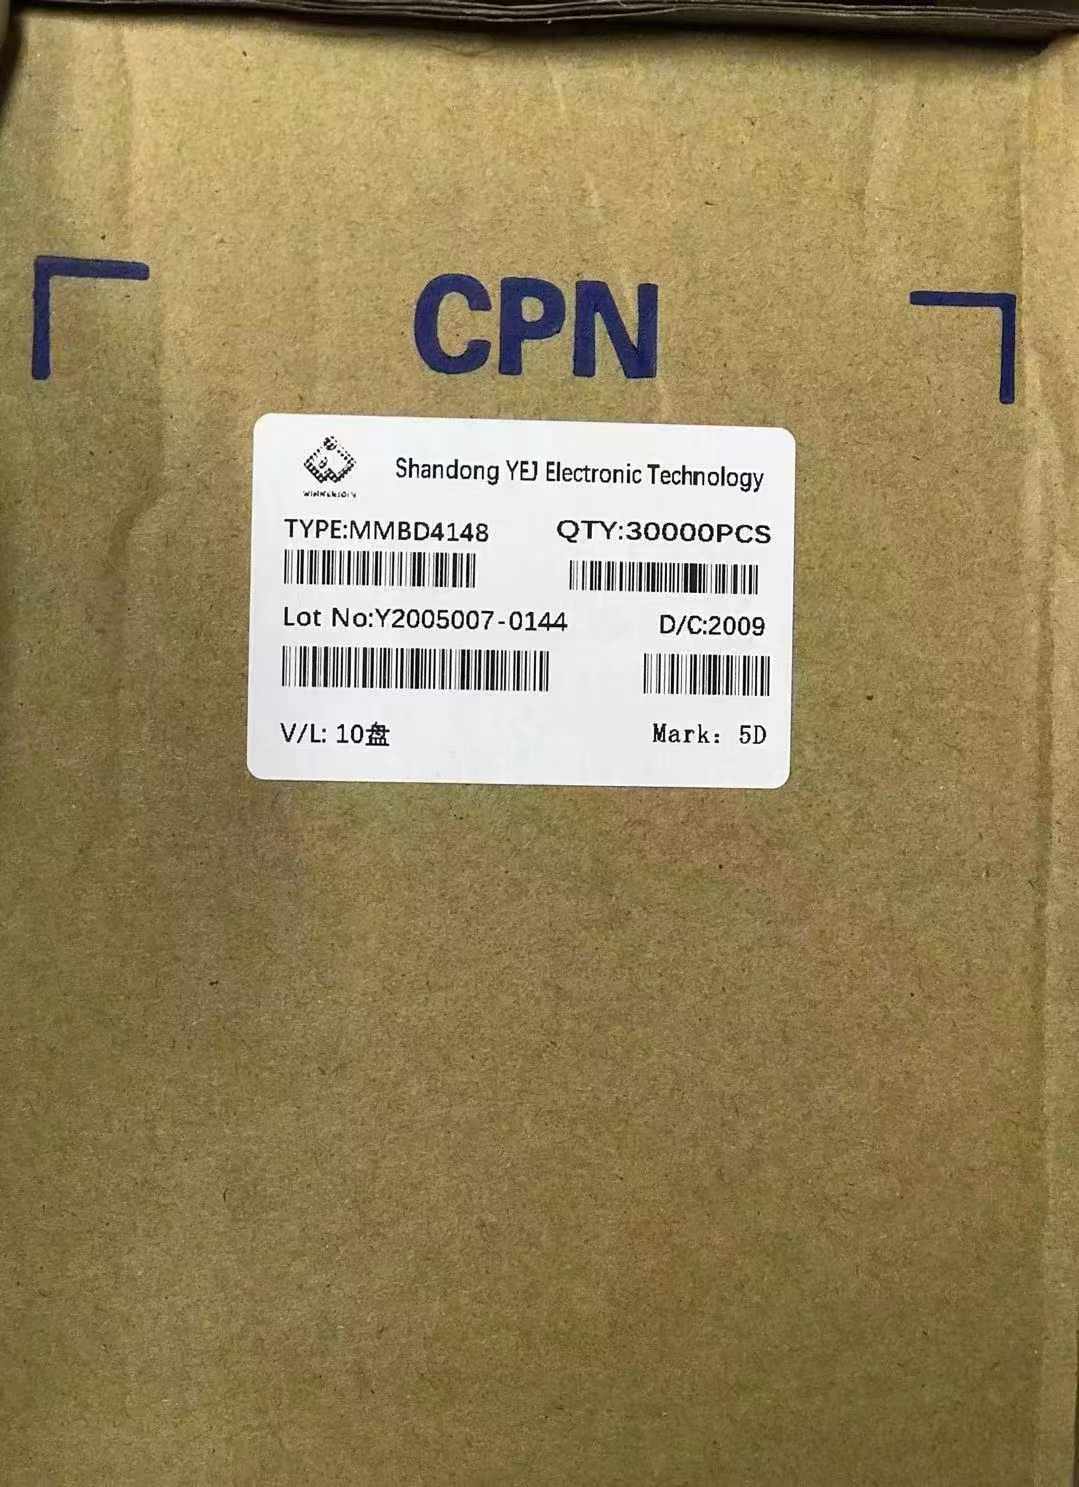 CPN
Shandong YEJ Electronic Technology
TYPE:MMBD4148 QTY:30000PCS
Lot No:Y2005007-0144 D/C:2009
V/L: 10盘 Mark: 5D